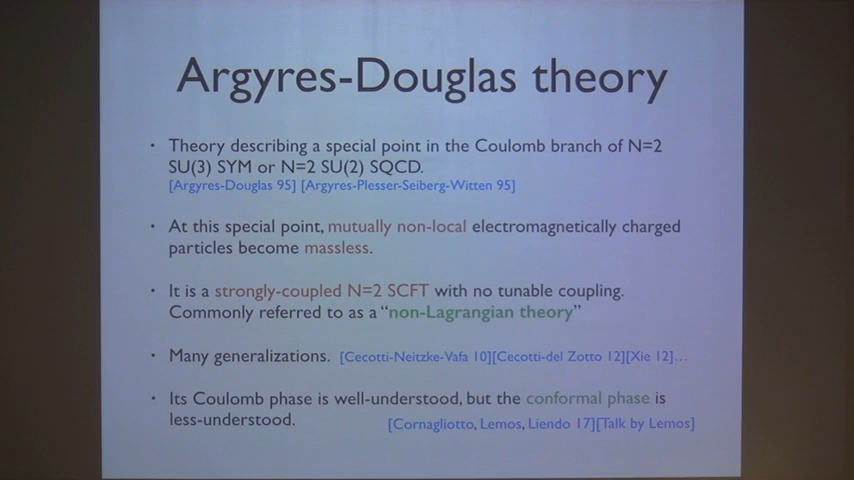 Argyres-Douglas theory
• Theory describing a special point in the Coulomb branch of N=2
SU(3) SYM or N=2 SU(2) SQCD.
[Argyres-Douglas 95] [Argyres-Plesser-Seiberg-Witten 95]
• At this special point, mutually non-local electromagnetically charged
particles become massless.
• It is a strongly-coupled N=2 SCFT with no tunable coupling.
Commonly referred to as a “non-Lagrangian theory”
• Many generalizations. [Cecotti-Neitzke-Vafa 10][Cecotti-del Zotto 12][Xie 12]...
• Its Coulomb phase is well-understood, but the conformal phase is
less-understood. [Cornagliotto, Lemos, Liendo 17][Talk by Lemos]